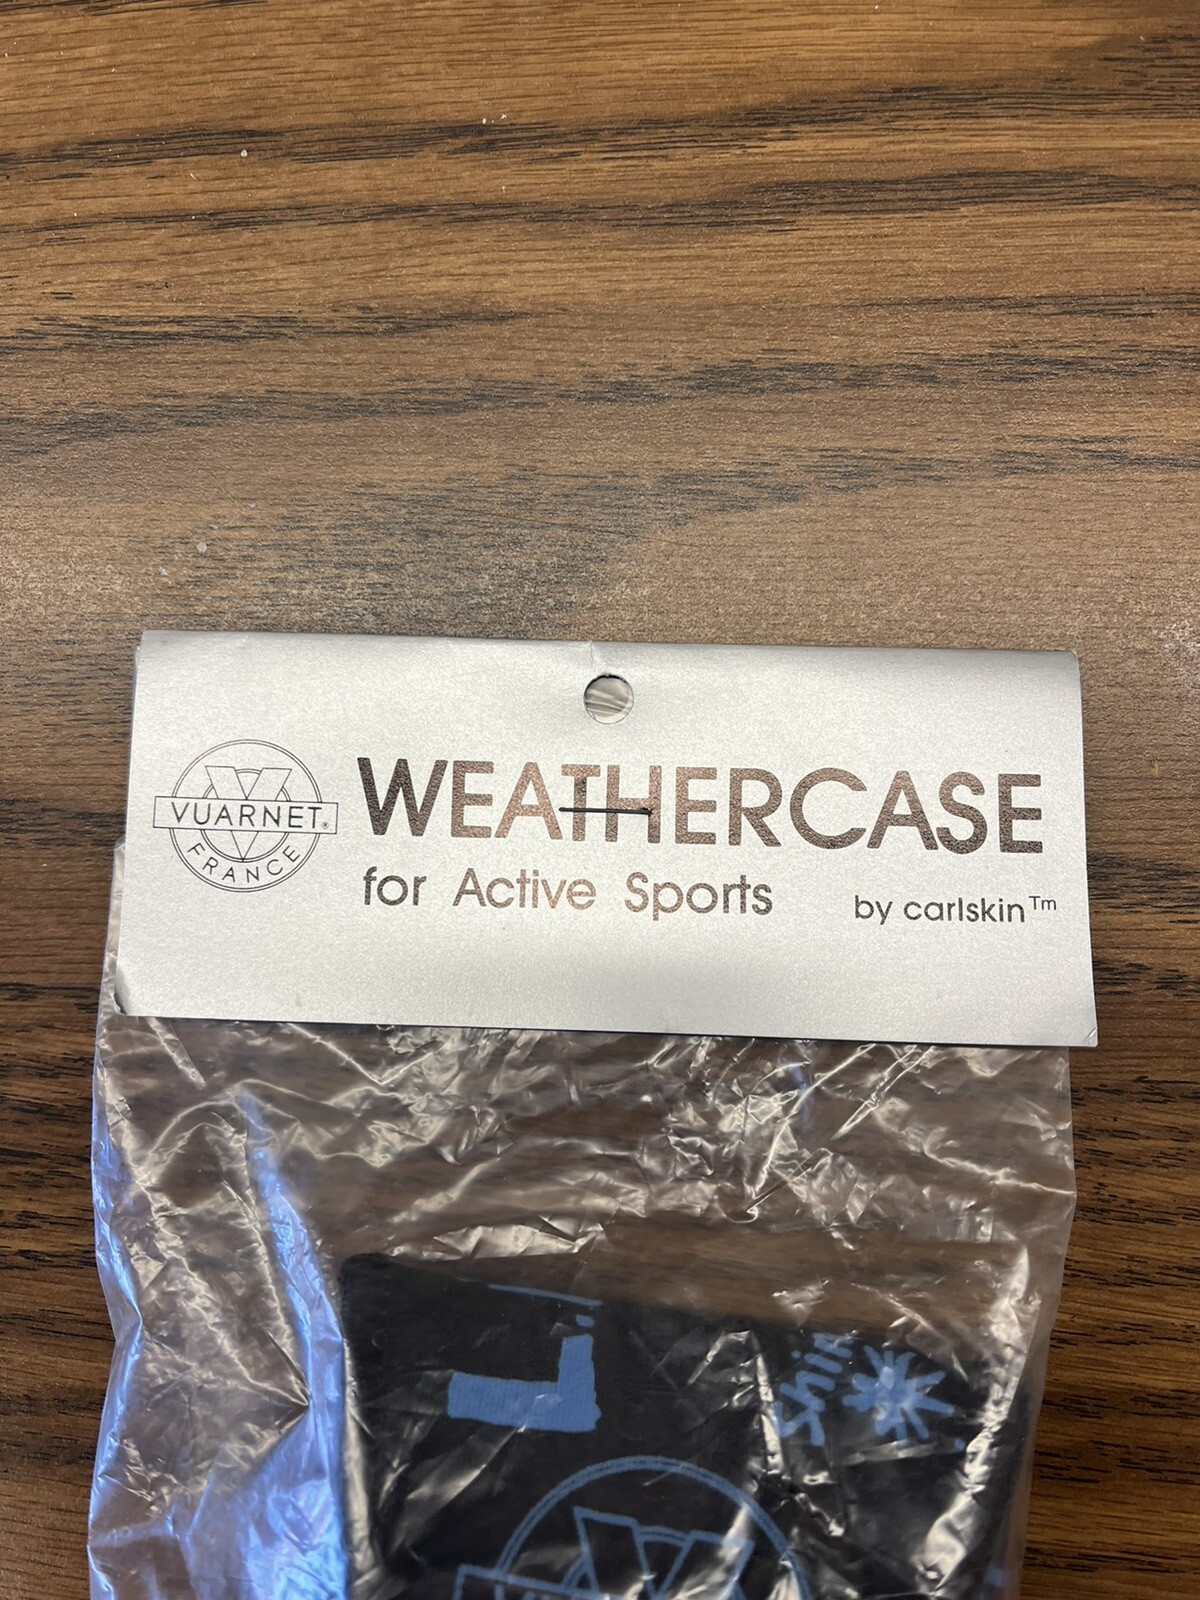 VUARNET®
FRANCE
WEATHERCASE
for Active Sports
by carlskin™